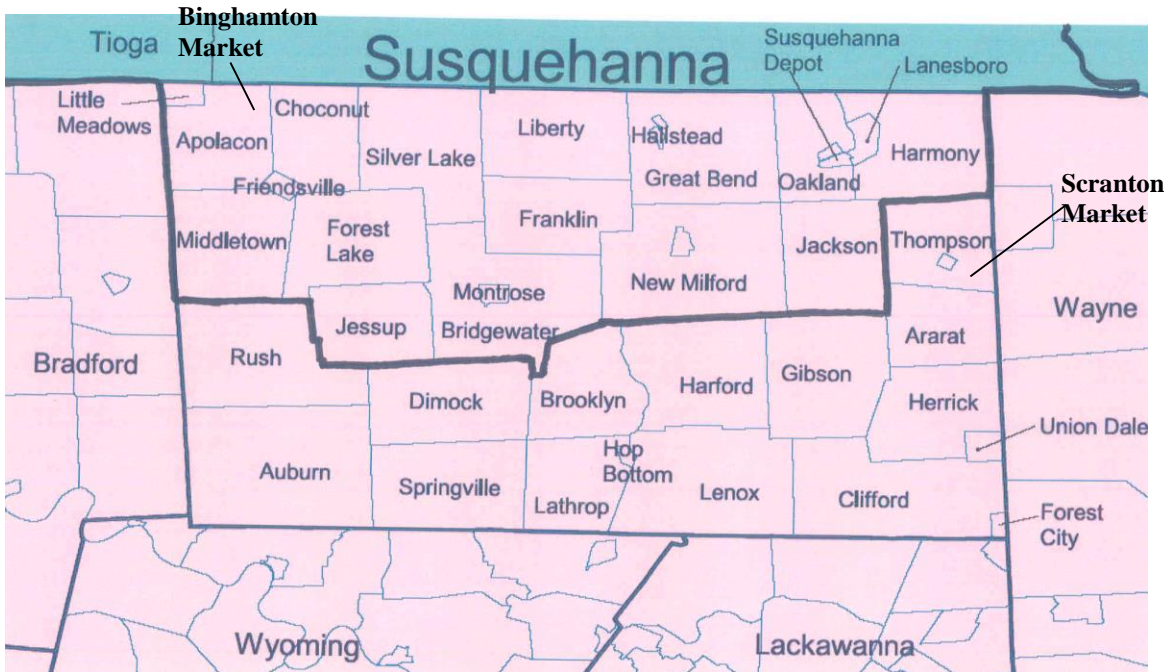 Binghamton
Market
Tioga
Susquehanna
Susquehanna
Depot
Lanesboro
Little
Meadows
Choconut
Apolacon
Silver Lake
Liberty
Hallstead
Harmony
Friendsville
Great Bend
Oakland
Scranton
Market
Middletown
Forest
Lake
Franklin
Jackson
Thompson
New Milford
Montrose
Wayne
Jessup
Bridgewater
Ararat
Bradford
Rush
Dimock
Brooklyn
Harford
Gibson
Herrick
Union Dale
Auburn
Springville
Hop
Bottom
Lathrop
Lenox
Clifford
Forest
City
Wyoming
Lackawanna